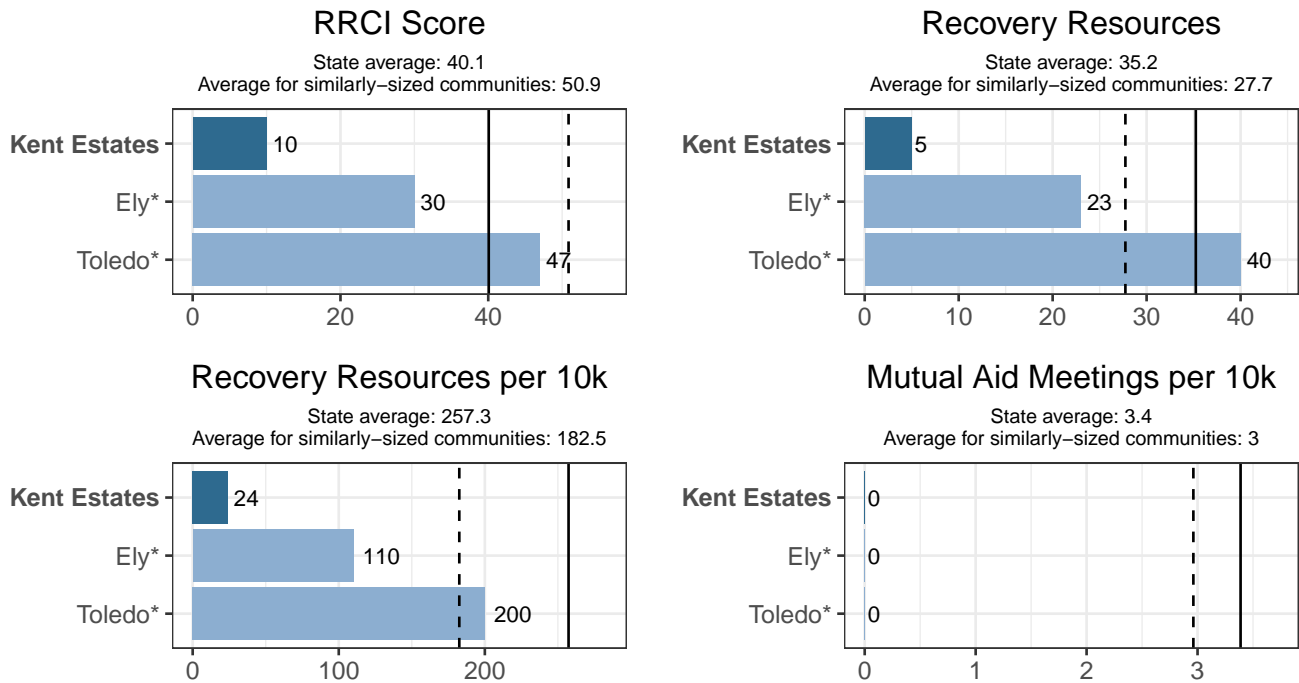 RRCI Score
State average: 40.1
Average for similarly−sized communities: 50.9
Kent Estates
10
Ely*
30
Toledo*
47
0
20
40
Recovery Resources
State average: 35.2
Average for similarly−sized communities: 27.7
Kent Estates
5
Ely*
23
Toledo*
40
0
10
20
30
40
Recovery Resources per 10k
State average: 257.3
Average for similarly−sized communities: 182.5
Kent Estates
24
Ely*
110
Toledo*
200
0
100
200
Mutual Aid Meetings per 10k
State average: 3.4
Average for similarly−sized communities: 3
Kent Estates
0
Ely*
0
Toledo*
0
0
1
2
3